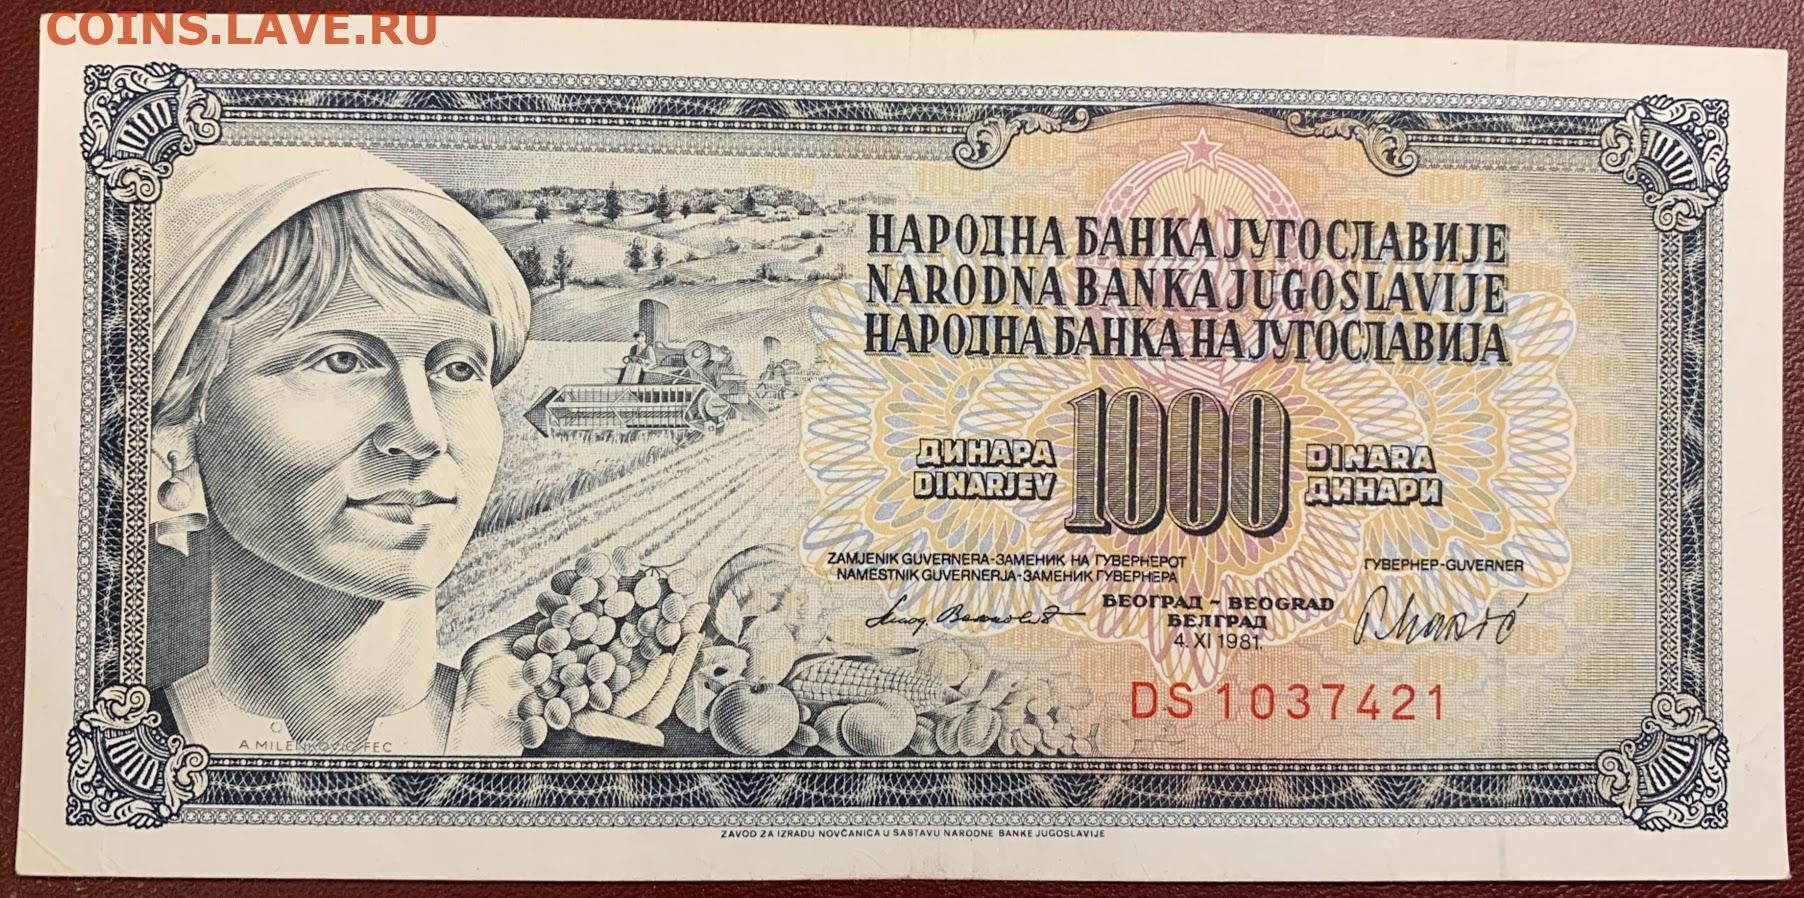 COINS.LAVE.RU
1000
НАРОДНА БАНКА ЈУГОСЛАВИЈЕ
NARODNA BANKA JUGOSLAVIJE
НАРОДНА БАНКА НА ЈУГОСЛАВИЈА
ДИНАРА 1000 DINARA
DINARJEV ДИНАРИ
ZAMJENIK GUVERNERA-ЗАМЕНИК НА ГУВЕРНЕРОТ ГУВЕРНЕР-GUVERNER
NAMESTNIK GUVERNERJA-ЗАМЕНИК ГУВЕРНЕРА
БЕОГРАД - BEOGRAD
БЕЛГРАД
4. XI 1981.
DS 1037421
A.MILENKOVIĆ FEC
ZAVOD ZA IZRADU NOVČANICA U SASTAVU NARODNE BANKE JUGOSLAVIJE